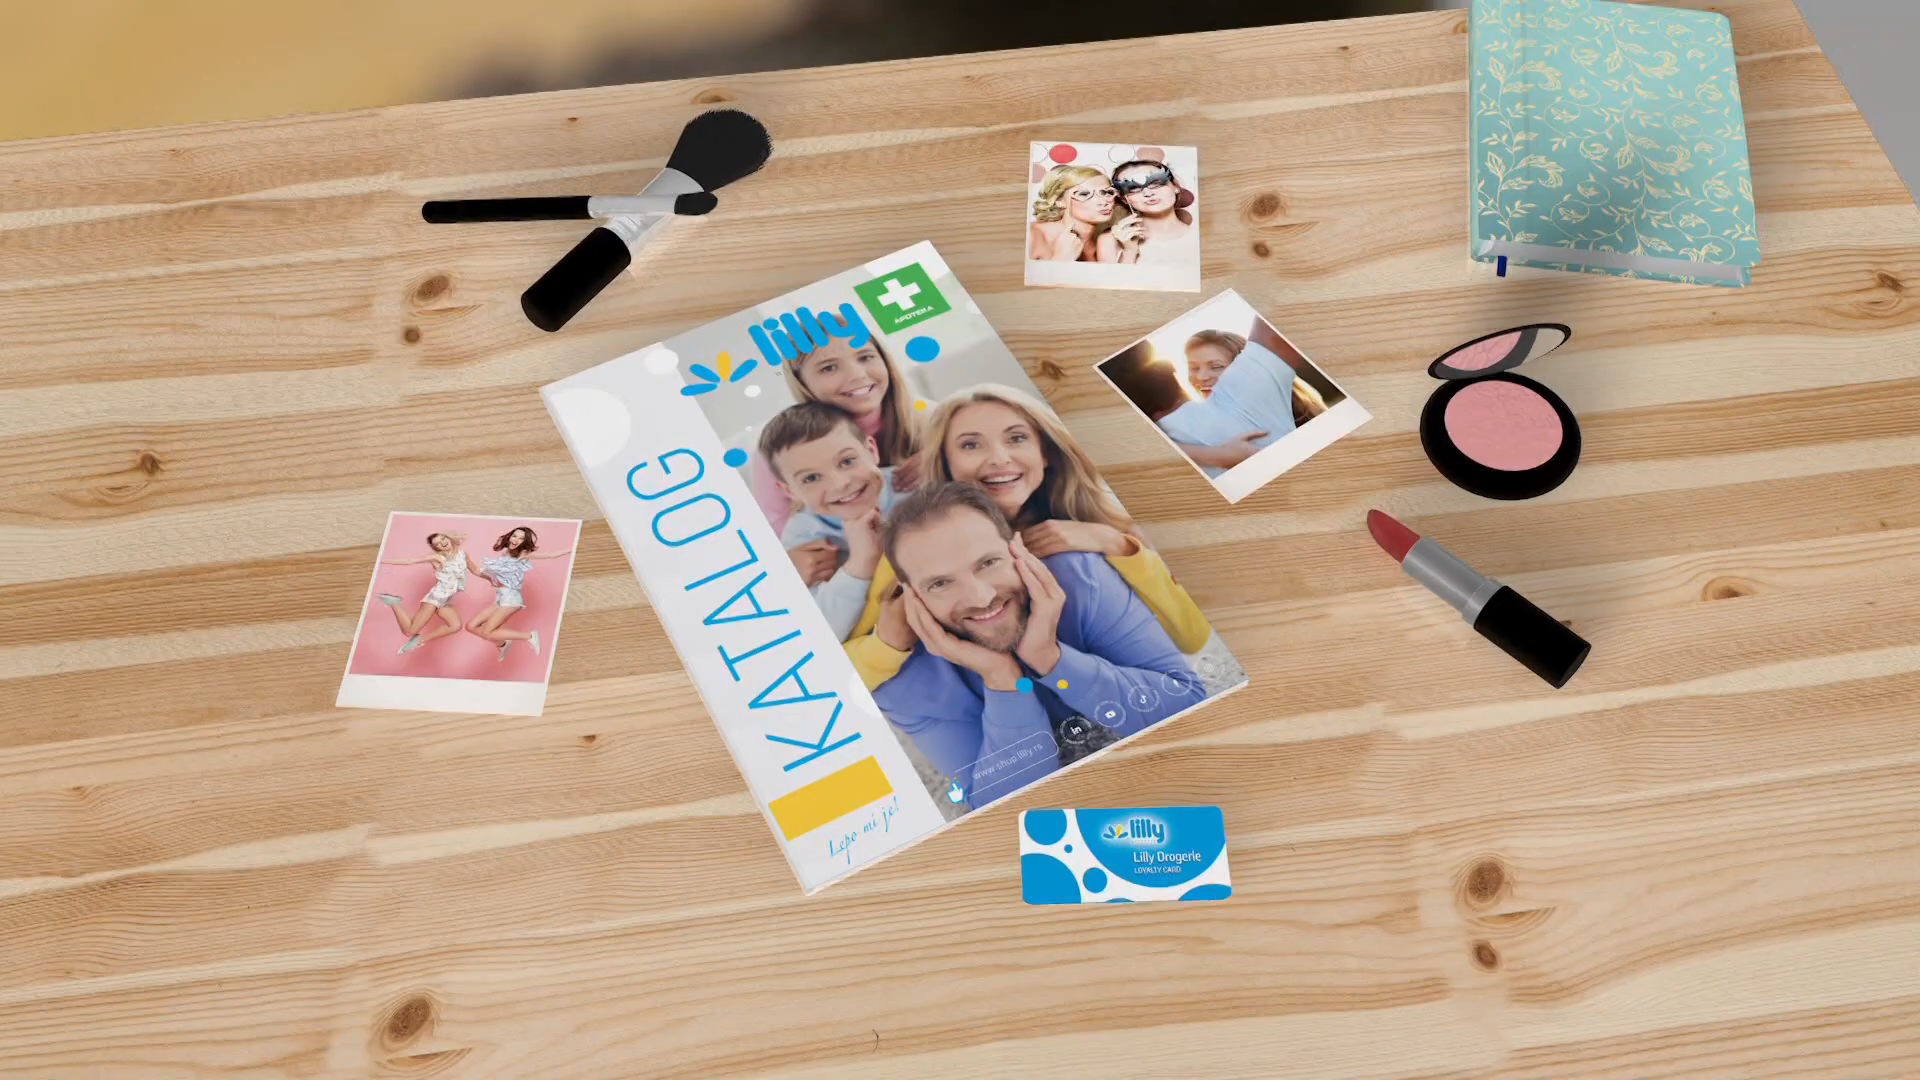 lilly
APOTEKA
KATALOG
Lepo mi je!
www.shop.lilly.rs
lilly
Lilly Drogerie
LOYALTY CARD